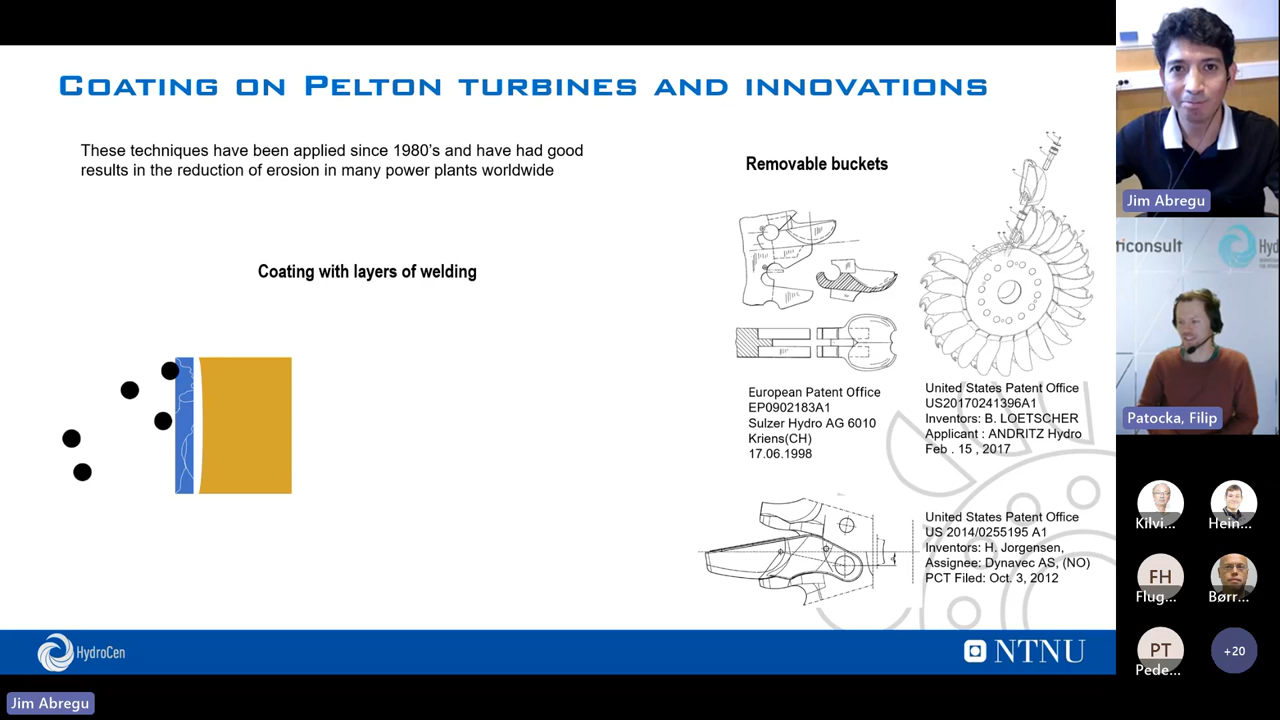 COATING ON PELTON TURBINES AND INNOVATIONS
These techniques have been applied since 1980's and have had good
results in the reduction of erosion in many power plants worldwide
Coating with layers of welding
Removable buckets
European Patent Office
EP0902183A1
Sulzer Hydro AG 6010
Kriens(CH)
17.06.1998
United States Patent Office
US20170241396A1
Inventors: B. LOETSCHER
Applicant : ANDRITZ Hydro
Feb . 15 , 2017
United States Patent Office
US 2014/0255195 A1
Inventors: H. Jorgensen,
Assignee: Dynavec AS, (NO)
PCT Filed: Oct. 3, 2012
HydroCen
NTNU
Jim Abregu
Jim Abregu
ticonsult
Hyd
Patocka, Filip
Kilvi...
Hein...
FH
Flug...
Børr...
PT
Pede...
+20